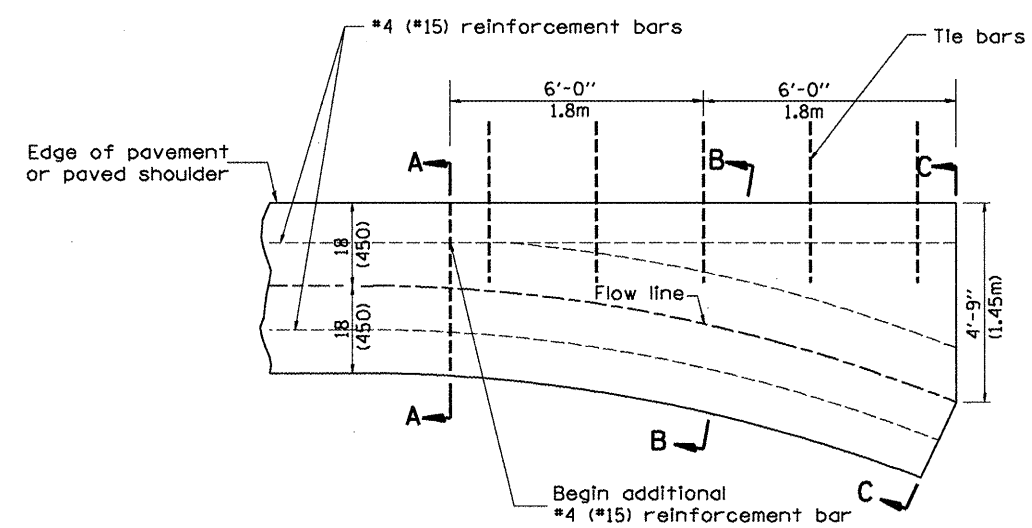 #4 (#15) reinforcement bars
Tie bars
6'-0"
1.8m
6'-0"
1.8m
Edge of pavement
or paved shoulder
A
B
C
18
(450)
18
(450)
Flow line
4'-9"
(1.45m)
A
B
C
Begin additional
#4 (#15) reinforcement bar